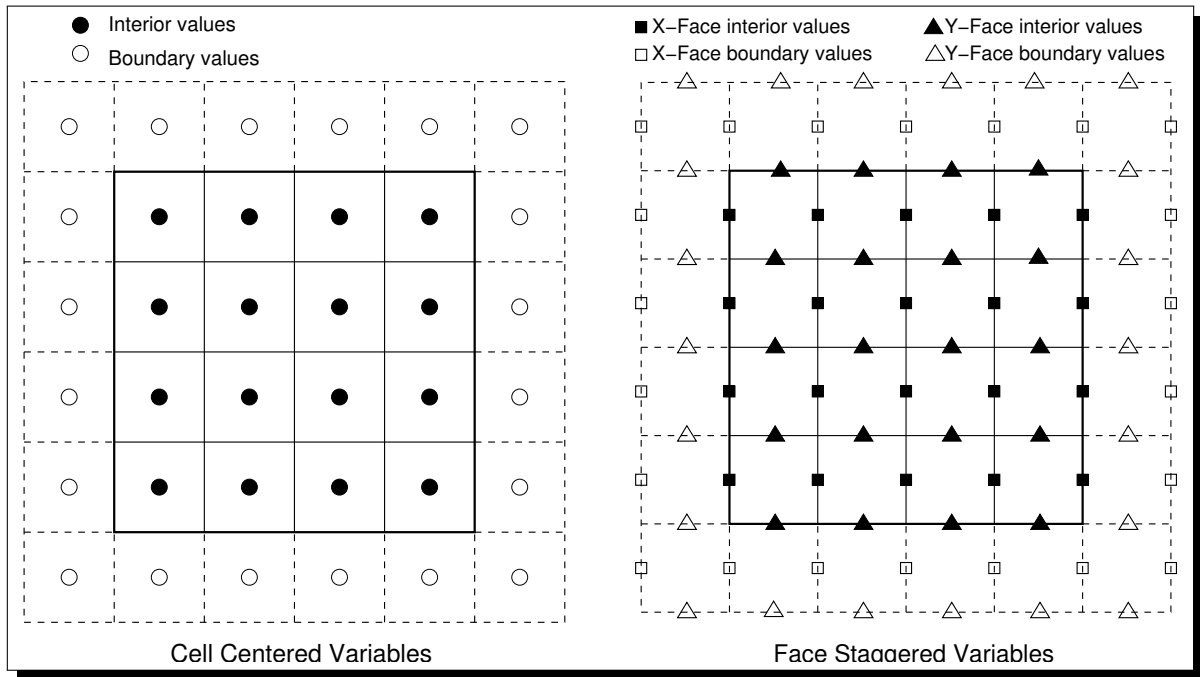 Interior values
Boundary values
X−Face interior values
Y−Face interior values
X−Face boundary values
Y−Face boundary values
Cell Centered Variables
Face Staggered Variables